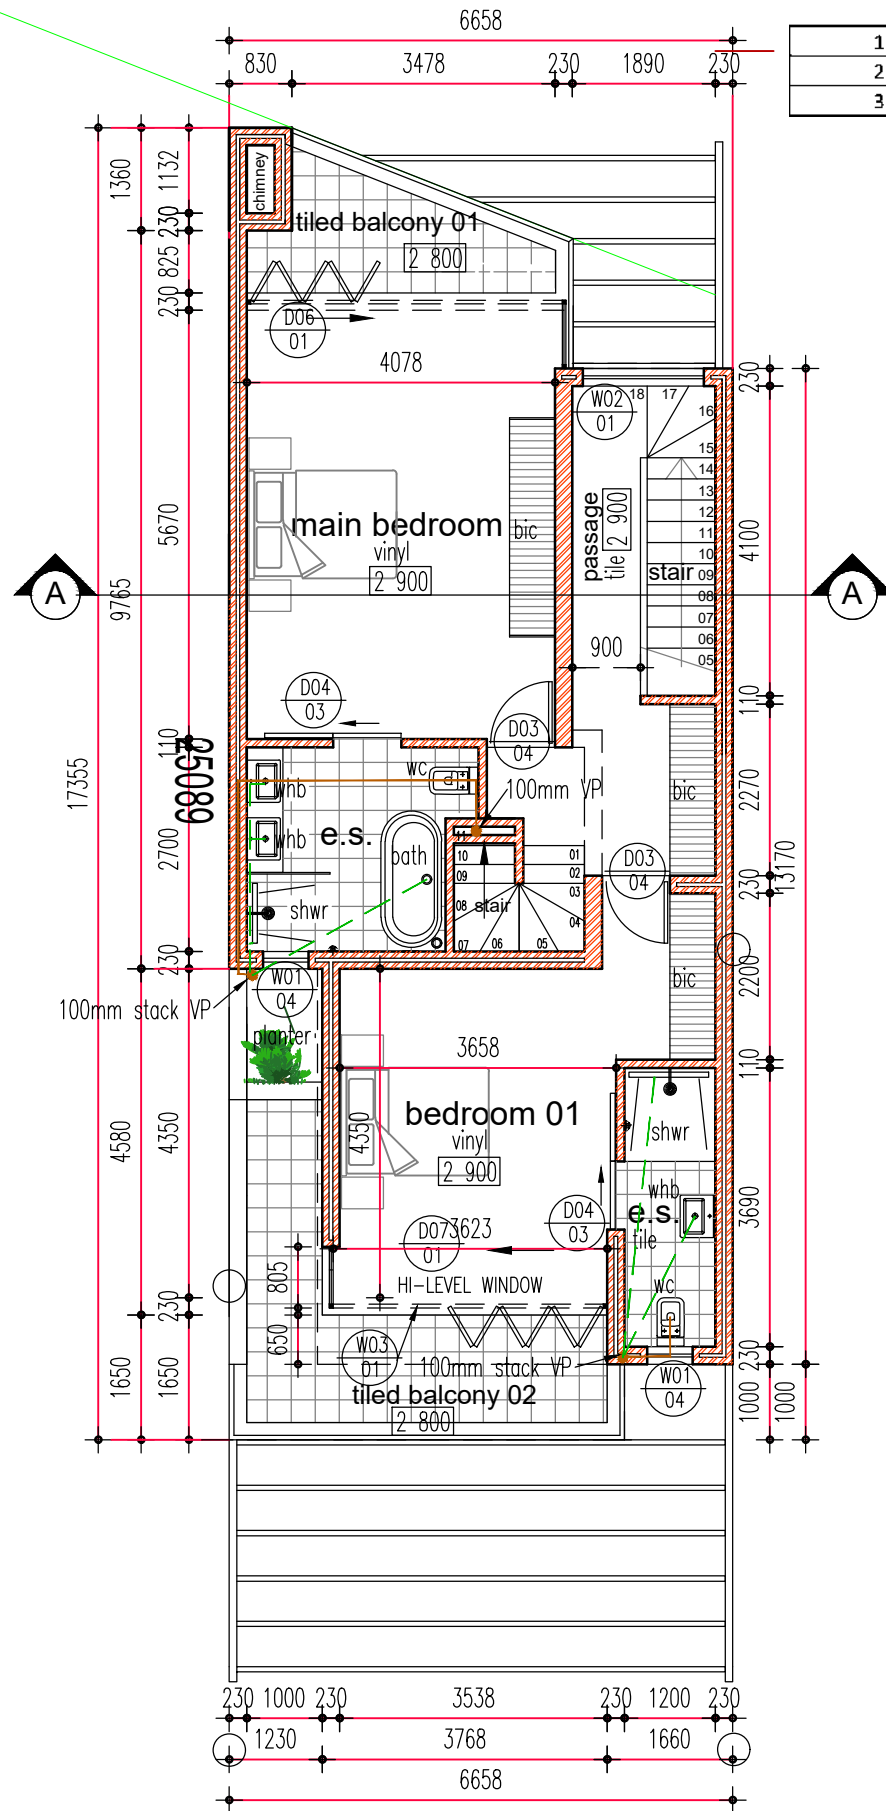 6658
830 3478 230 1890 230
1
2
3
1360
1132
230
825
230
chimney
tiled balcony 01
2 800
D06
01
4078
230
W02
01
18 17
16
15
14
13
12
11
10
09
08
07
06
05
main bedroom
vinyl
2 900
bic
passage
tile 2 900
stair
5670
4100
A
A
9765
900
D04
03
D03
04
110
110
25089
17355
wc
100mm VP
whb
whb
e.s.
bath
shwr
2700
11
10
09
08
07
06
05
04
03
02
01
stair
bic
2270
D03
04
230
13170
230
W01
04
100mm stack VP
planter
bic
2200
110
3658
4350
bedroom 01
vinyl
2 900
shwr
whb
e.s.
tile
wc
4580
4350
3690
D04
03
D07
01
3623
HI-LEVEL WINDOW
805
230
650
W03
01
100mm stack VP
tiled balcony 02
2 800
W01
04
230
1650
1650
1000
1000
230 1000 230 3538 230 1200 230
1230 3768 1660
6658